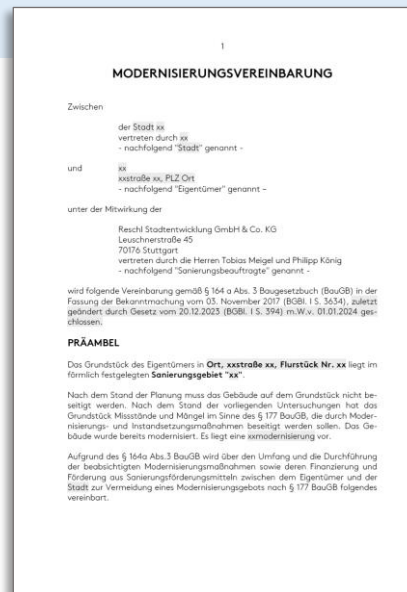 1
MODERNISIERUNGSVEREINBARUNG
Zwischen
der Stadt xx
vertreten durch xx
- nachfolgend "Stadt" genannt -
und xx
xxstraße xx, PLZ Ort
- nachfolgend "Eigentümer" genannt –
unter der Mitwirkung der
Reschl Stadtentwicklung GmbH & Co. KG
Leuschnerstraße 45
70176 Stuttgart
vertreten durch die Herren Tobias Meigel und Philipp König
- nachfolgend "Sanierungsbeauftragte" genannt -
wird folgende Vereinbarung gemäß § 164 a Abs. 3 Baugesetzbuch (BauGB) in der
Fassung der Bekanntmachung vom 03. November 2017 (BGBl. I S. 3634), zuletzt
geändert durch Gesetz vom 20.12.2023 (BGBl. I S. 394) m.W.v. 01.01.2024 ges-
chlossen.
PRÄAMBEL
Das Grundstück des Eigentümers in Ort, xxstraße xx, Flurstück Nr. xx liegt im
förmlich festgelegten Sanierungsgebiet "xx".
Nach dem Stand der Planung muss das Gebäude auf dem Grundstück nicht be-
seitigt werden. Nach dem Stand der vorliegenden Untersuchungen hat das
Grundstück Missstände und Mängel im Sinne des § 177 BauGB, die durch Moder-
nisierungs- und Instandsetzungsmaßnahmen beseitigt werden sollen. Das Ge-
bäude wurde bereits modernisiert. Es liegt eine xxmodernisierung vor.
Aufgrund des § 164a Abs.3 BauGB wird über den Umfang und die Durchführung
der beabsichtigten Modernisierungsmaßnahmen sowie deren Finanzierung und
Förderung aus Sanierungsfördermitteln zwischen dem Eigentümer und der
Stadt zur Vermeidung eines Modernisierungsgebots nach § 177 BauGB folgendes
vereinbart.